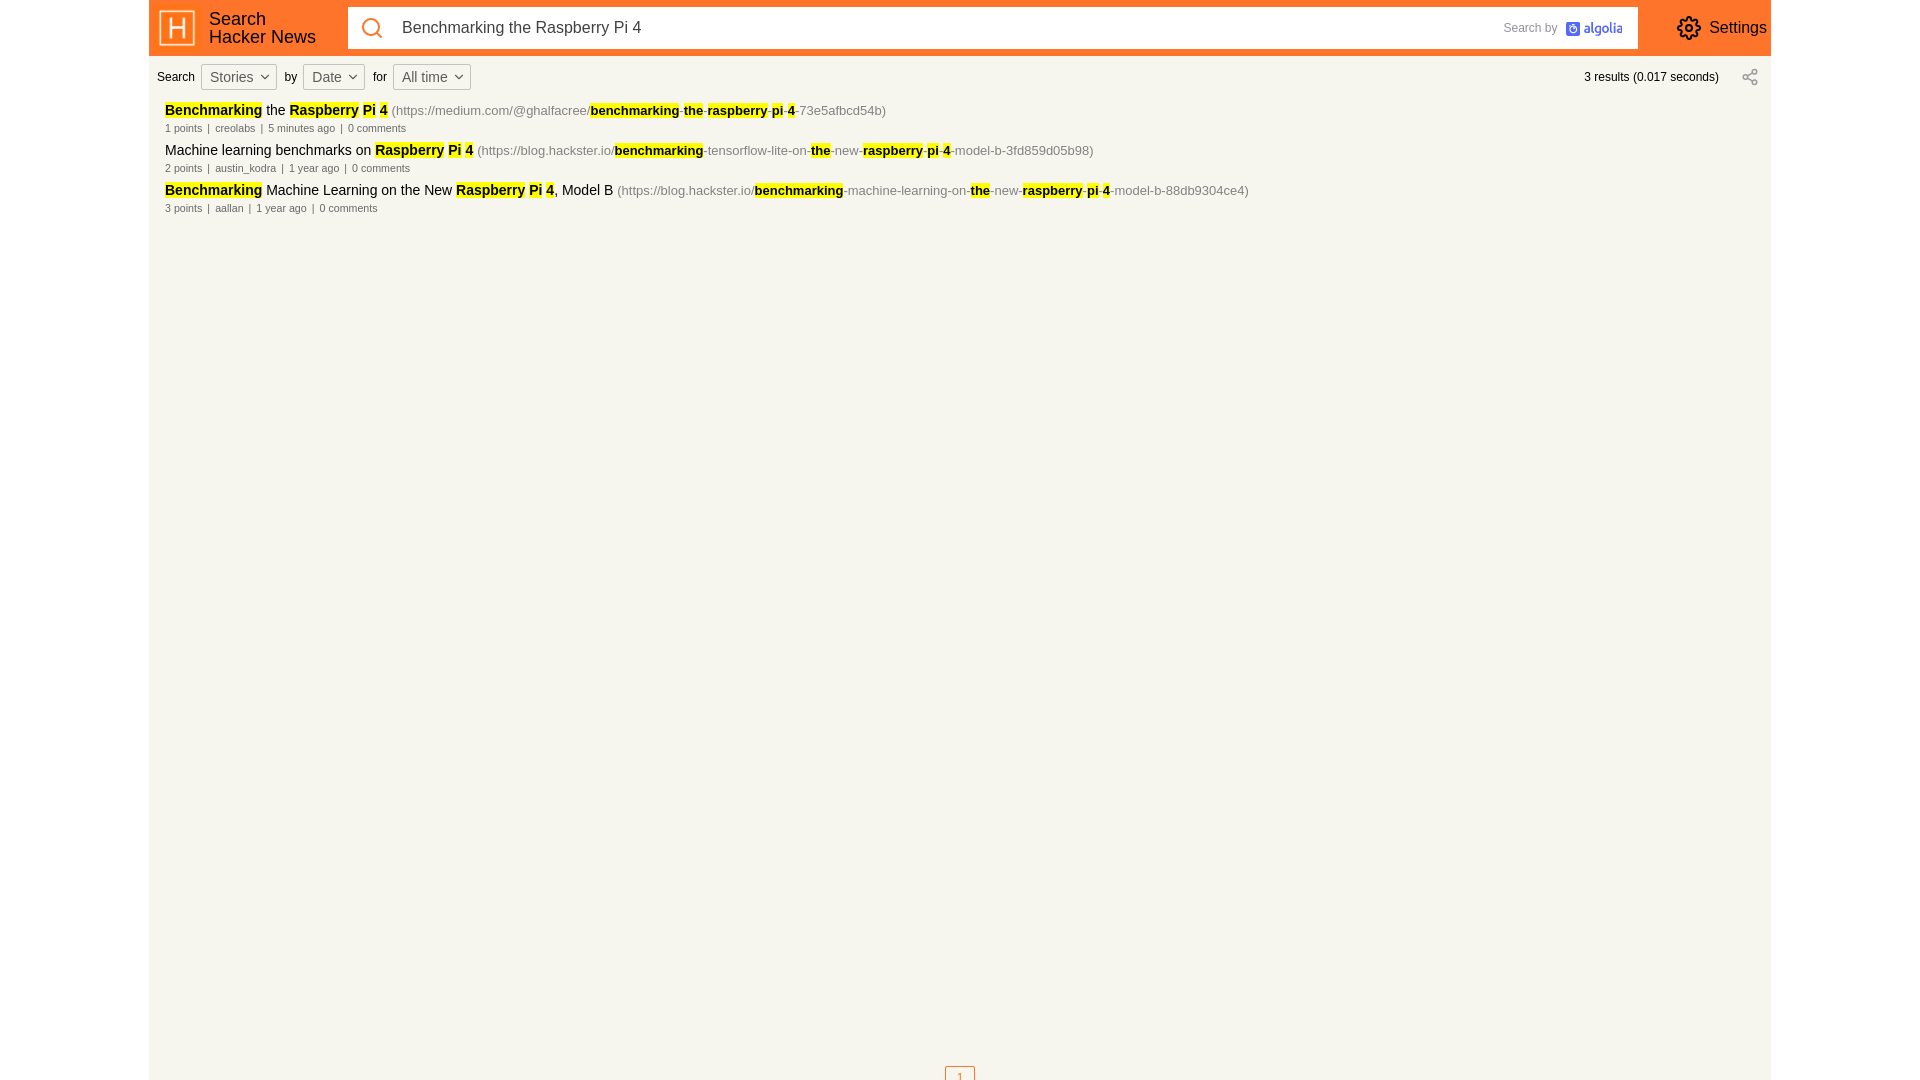 Search
Hacker News
Benchmarking the Raspberry Pi 4
Search by algolia
Settings
Search Stories by Date for All time
3 results (0.017 seconds)
Benchmarking the Raspberry Pi 4 (https://medium.com/@ghalfacree/benchmarking-the-raspberry-pi-4-73e5afbcd54b)
1 points | creolabs | 5 minutes ago | 0 comments
Machine learning benchmarks on Raspberry Pi 4 (https://blog.hackster.io/benchmarking-tensorflow-lite-on-the-new-raspberry-pi-4-model-b-3fd859d05b98)
2 points | austin_kodra | 1 year ago | 0 comments
Benchmarking Machine Learning on the New Raspberry Pi 4, Model B (https://blog.hackster.io/benchmarking-machine-learning-on-the-new-raspberry-pi-4-model-b-88db9304ce4)
3 points | aallan | 1 year ago | 0 comments
1